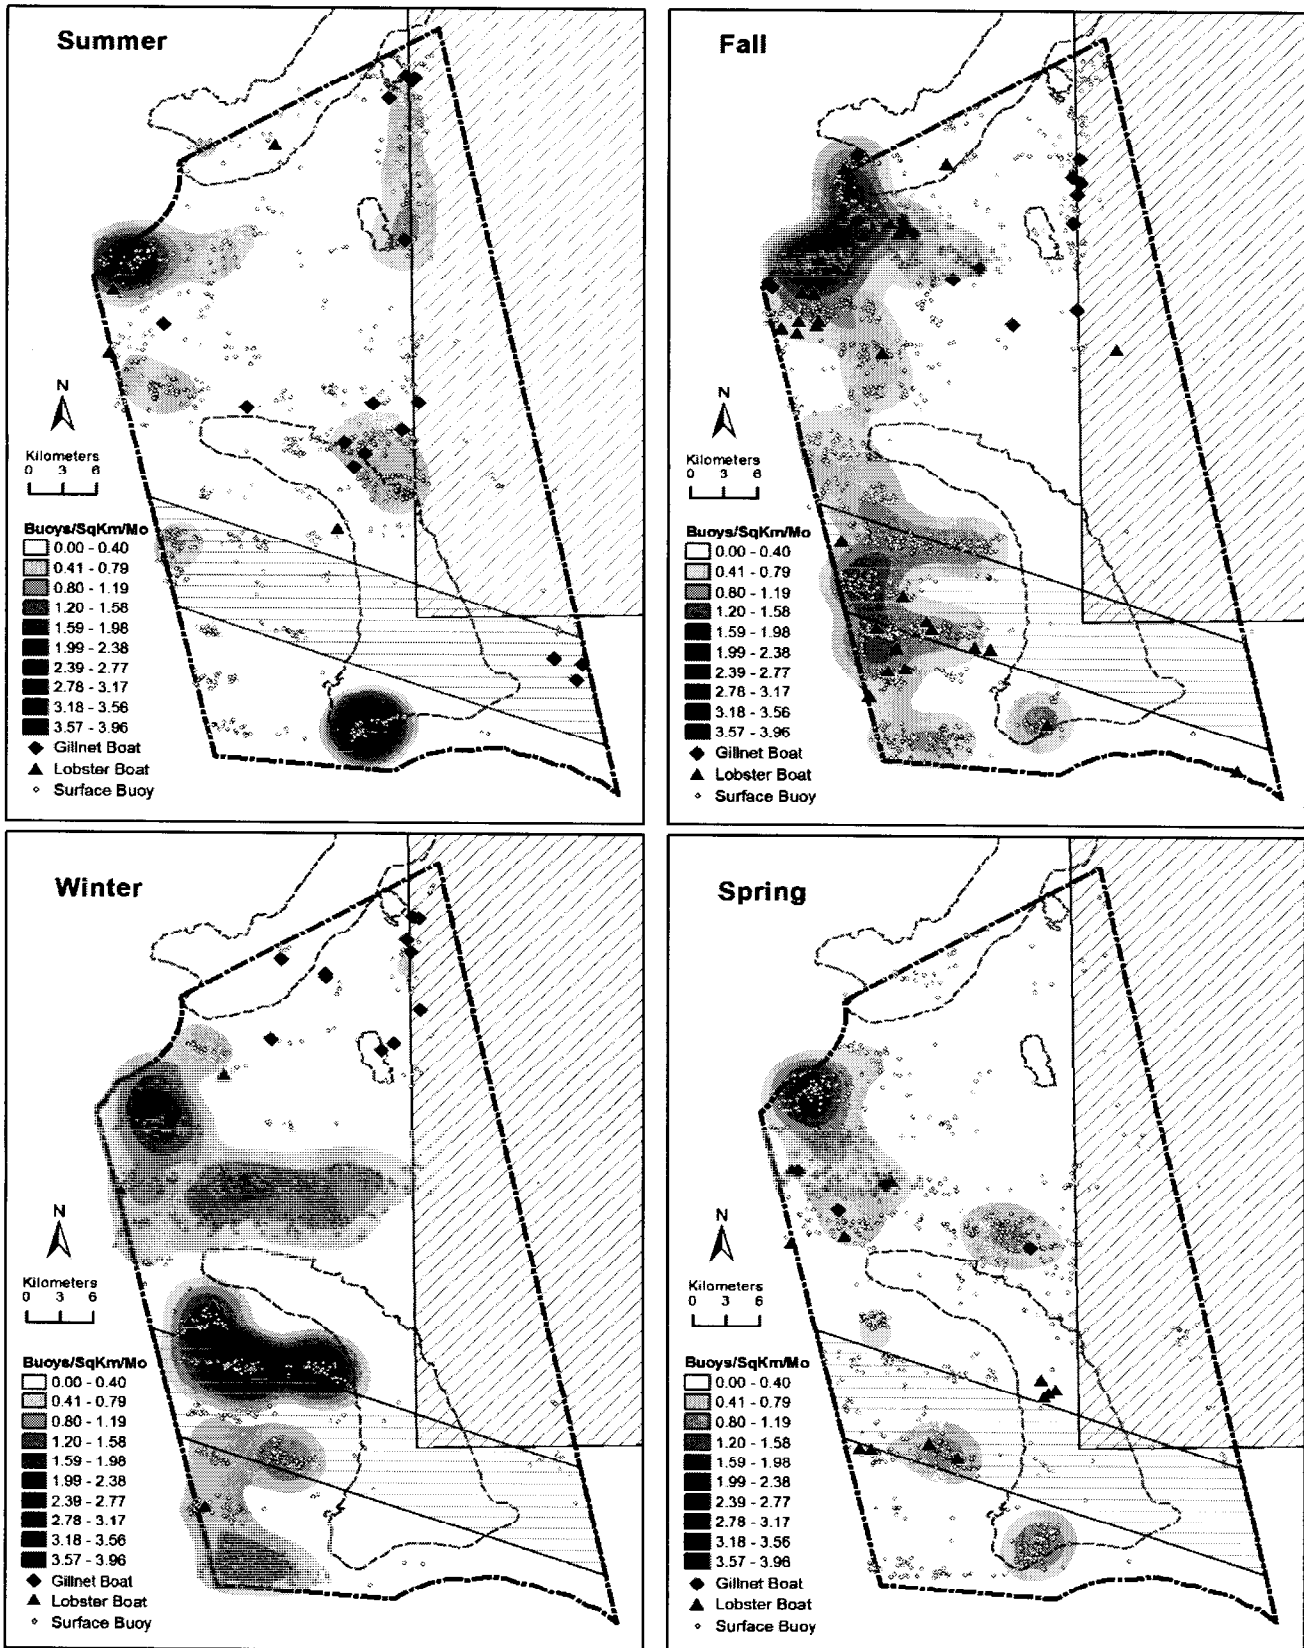 Summer
N
Kilometers
0 3 6
Buoys/SqKm/Mo
0.00 - 0.40
0.41 - 0.79
0.80 - 1.19
1.20 - 1.58
1.59 - 1.98
1.99 - 2.38
2.39 - 2.77
2.78 - 3.17
3.18 - 3.56
3.57 - 3.96
Gillnet Boat
Lobster Boat
Surface Buoy
Fall
N
Kilometers
0 3 6
Buoys/SqKm/Mo
0.00 - 0.40
0.41 - 0.79
0.80 - 1.19
1.20 - 1.58
1.59 - 1.98
1.99 - 2.38
2.39 - 2.77
2.78 - 3.17
3.18 - 3.56
3.57 - 3.96
Gillnet Boat
Lobster Boat
Surface Buoy
Winter
N
Kilometers
0 3 6
Buoys/SqKm/Mo
0.00 - 0.40
0.41 - 0.79
0.80 - 1.19
1.20 - 1.58
1.59 - 1.98
1.99 - 2.38
2.39 - 2.77
2.78 - 3.17
3.18 - 3.56
3.57 - 3.96
Gillnet Boat
Lobster Boat
Surface Buoy
Spring
N
Kilometers
0 3 6
Buoys/SqKm/Mo
0.00 - 0.40
0.41 - 0.79
0.80 - 1.19
1.20 - 1.58
1.59 - 1.98
1.99 - 2.38
2.39 - 2.77
2.78 - 3.17
3.18 - 3.56
3.57 - 3.96
Gillnet Boat
Lobster Boat
Surface Buoy